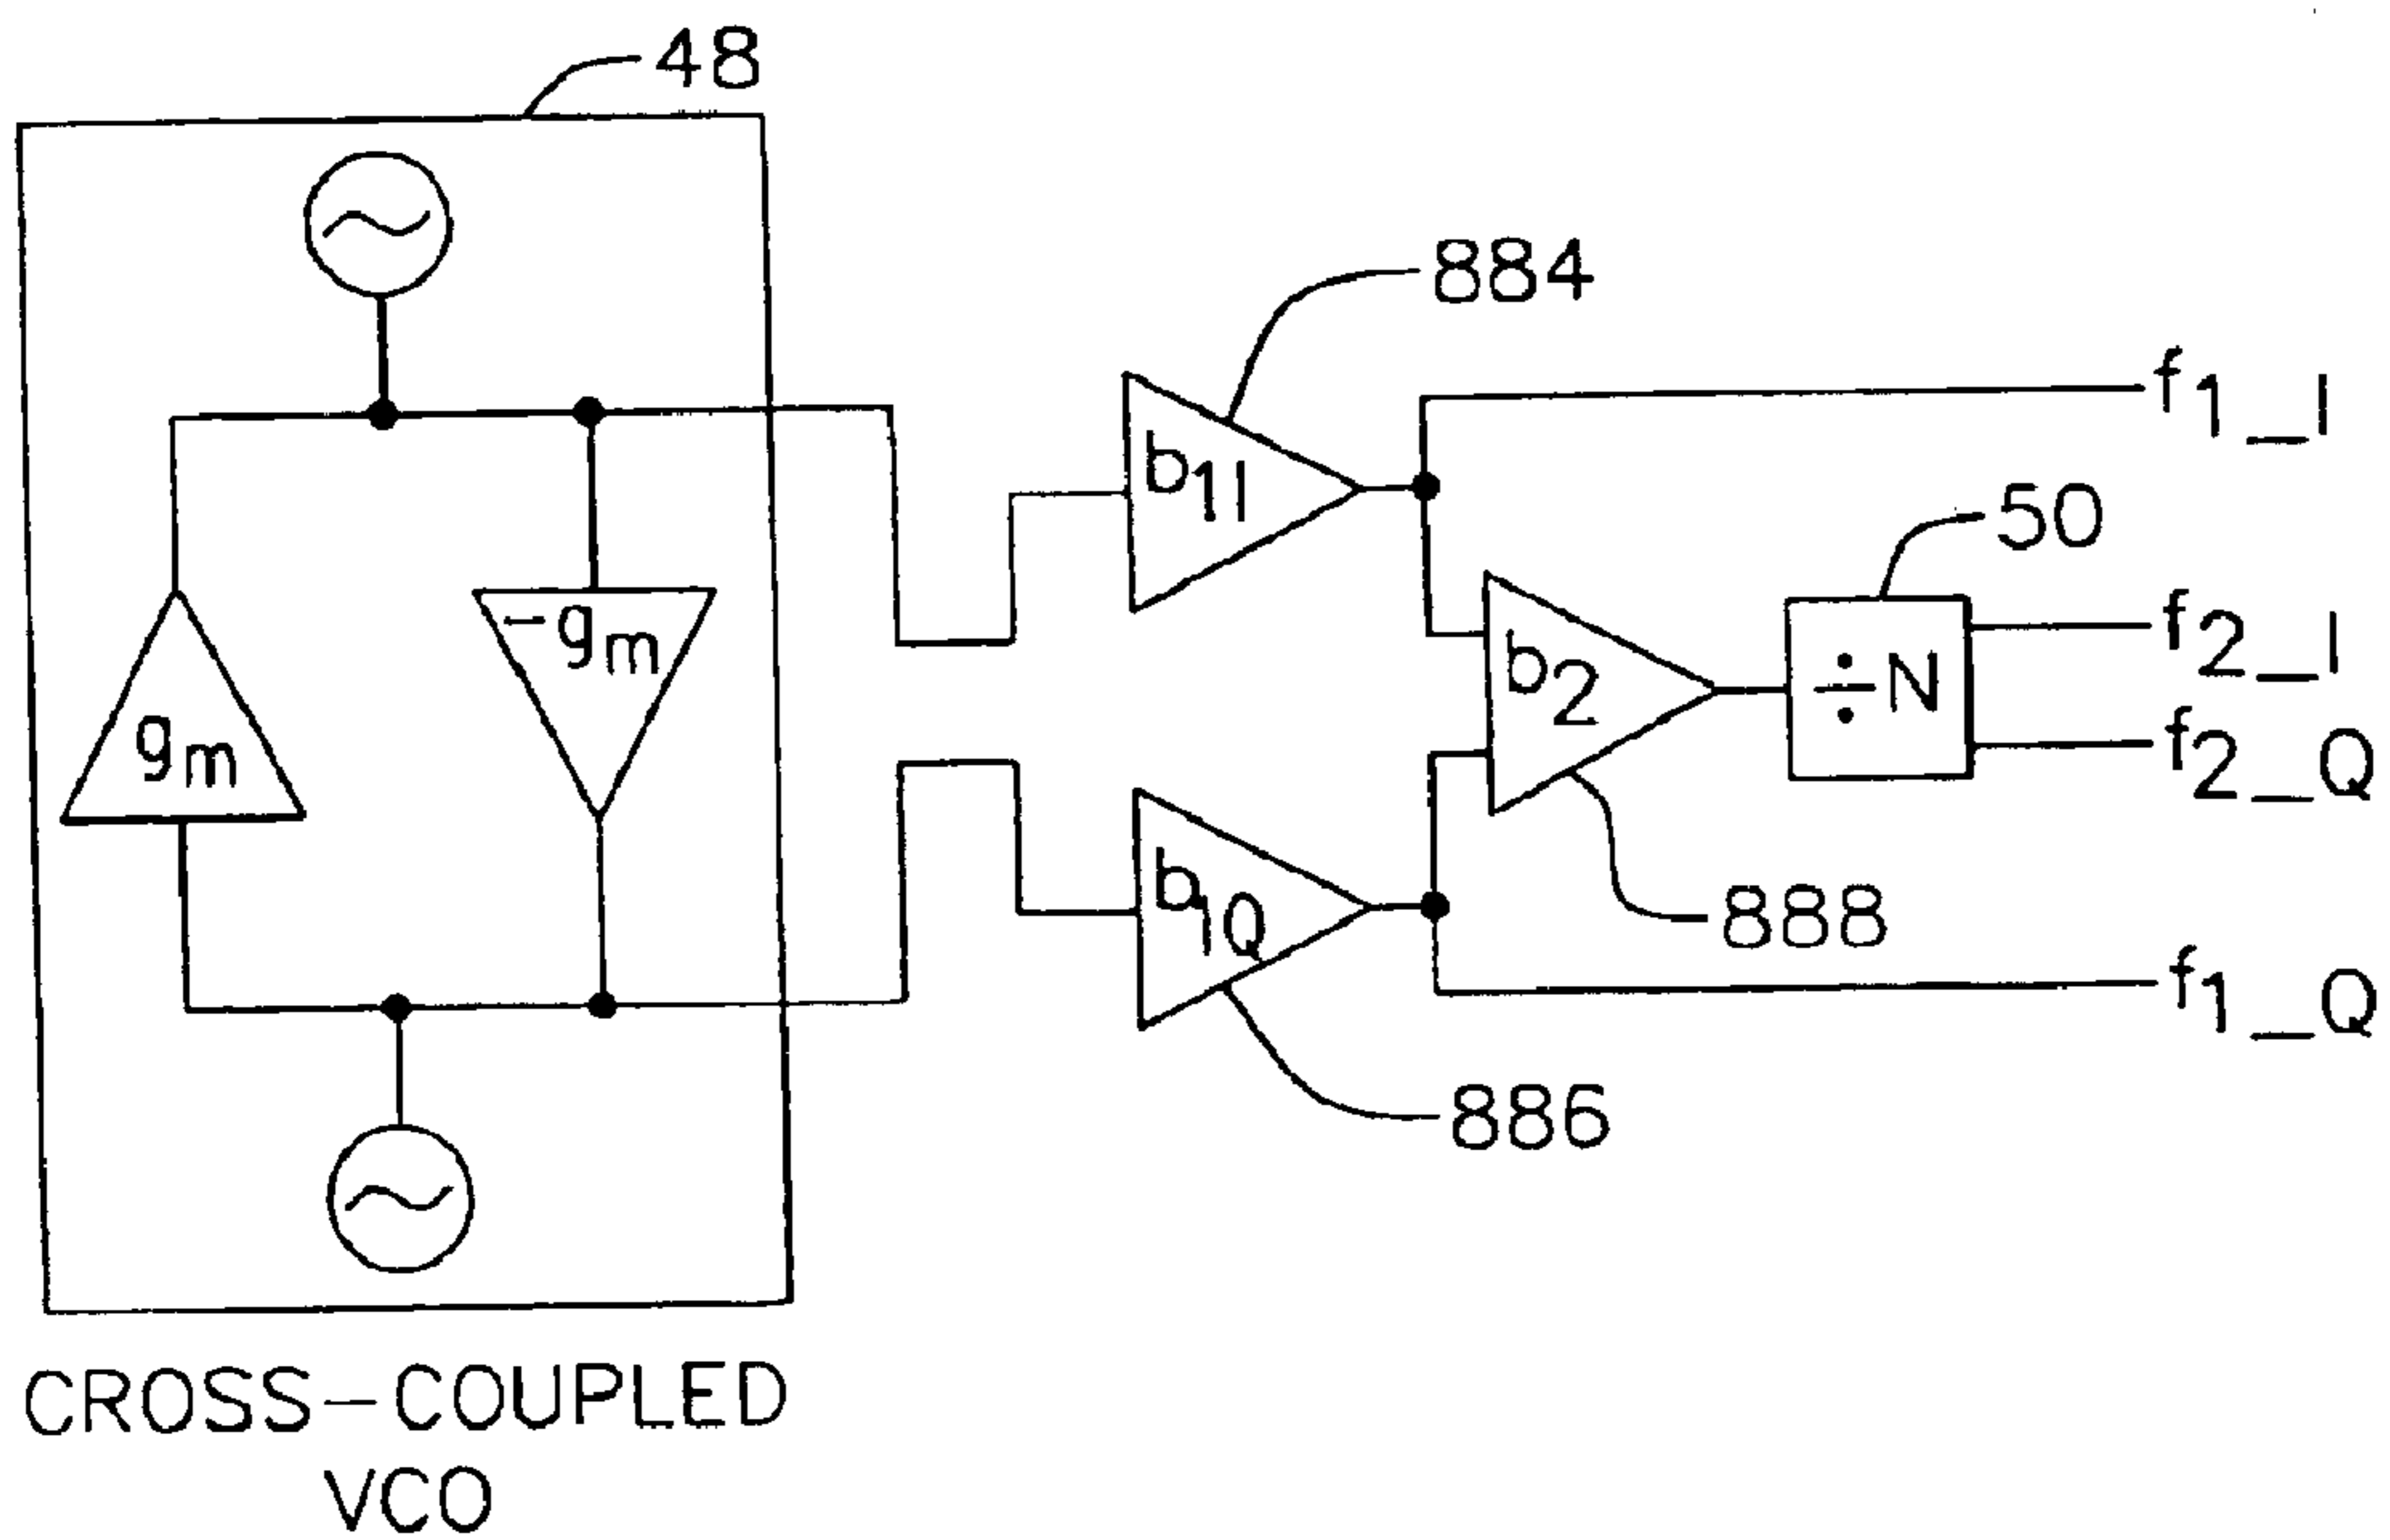 48
884
f1_I
b1I
50
-gm
f2_I
b2
÷N
gm
f2_Q
b1Q
888
f1_Q
886
CROSS-COUPLED
VCO